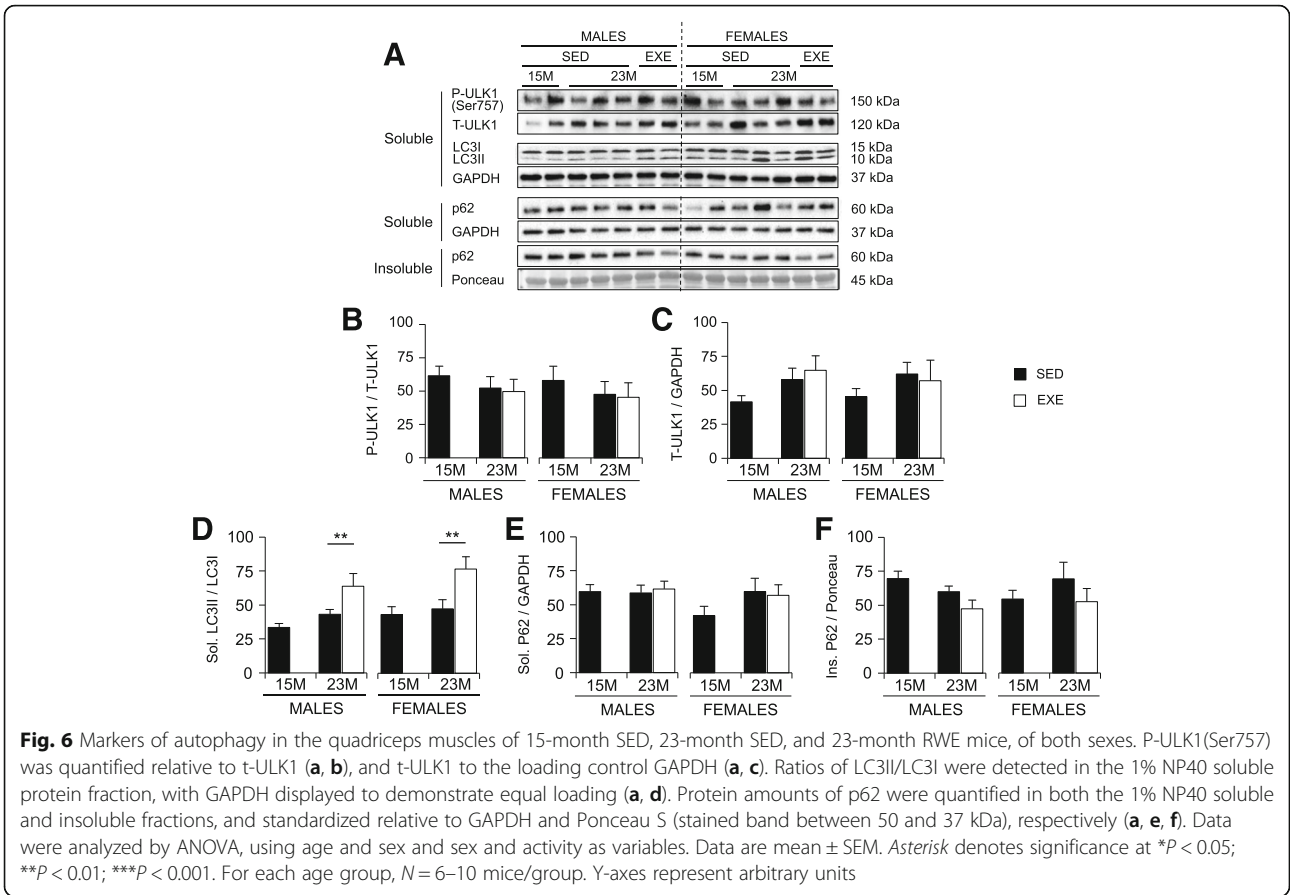 A
MALES
FEMALES
SED
EXE
SED
EXE
15M
23M
15M
23M
Soluble
P-ULK1
(Ser757)
150 kDa
T-ULK1
120 kDa
LC3I
15 kDa
LC3II
10 kDa
GAPDH
37 kDa
Soluble
p62
60 kDa
GAPDH
37 kDa
Insoluble
p62
60 kDa
Ponceau
45 kDa
B
P-ULK1 / T-ULK1
100
75
50
25
0
15M
23M
15M
23M
MALES
FEMALES
C
T-ULK1 / GAPDH
100
75
50
25
0
15M
23M
15M
23M
MALES
FEMALES
SED
EXE
D
Sol. LC3II / LC3I
100
75
50
25
0
**
**
15M
23M
15M
23M
MALES
FEMALES
E
Sol. P62 / GAPDH
100
75
50
25
0
15M
23M
15M
23M
MALES
FEMALES
F
Ins. P62 / Ponceau
100
75
50
25
0
15M
23M
15M
23M
MALES
FEMALES
Fig. 6 Markers of autophagy in the quadriceps muscles of 15-month SED, 23-month SED, and 23-month RWE mice, of both sexes. P-ULK1(Ser757)
was quantified relative to t-ULK1 (a, b), and t-ULK1 to the loading control GAPDH (a, c). Ratios of LC3II/LC3I were detected in the 1% NP40 soluble
protein fraction, with GAPDH displayed to demonstrate equal loading (a, d). Protein amounts of p62 were quantified in both the 1% NP40 soluble
and insoluble fractions, and standardized relative to GAPDH and Ponceau S (stained band between 50 and 37 kDa), respectively (a, e, f). Data
were analyzed by ANOVA, using age and sex and sex and activity as variables. Data are mean ± SEM. Asterisk denotes significance at *P < 0.05;
**P < 0.01; ***P < 0.001. For each age group, N = 6–10 mice/group. Y-axes represent arbitrary units